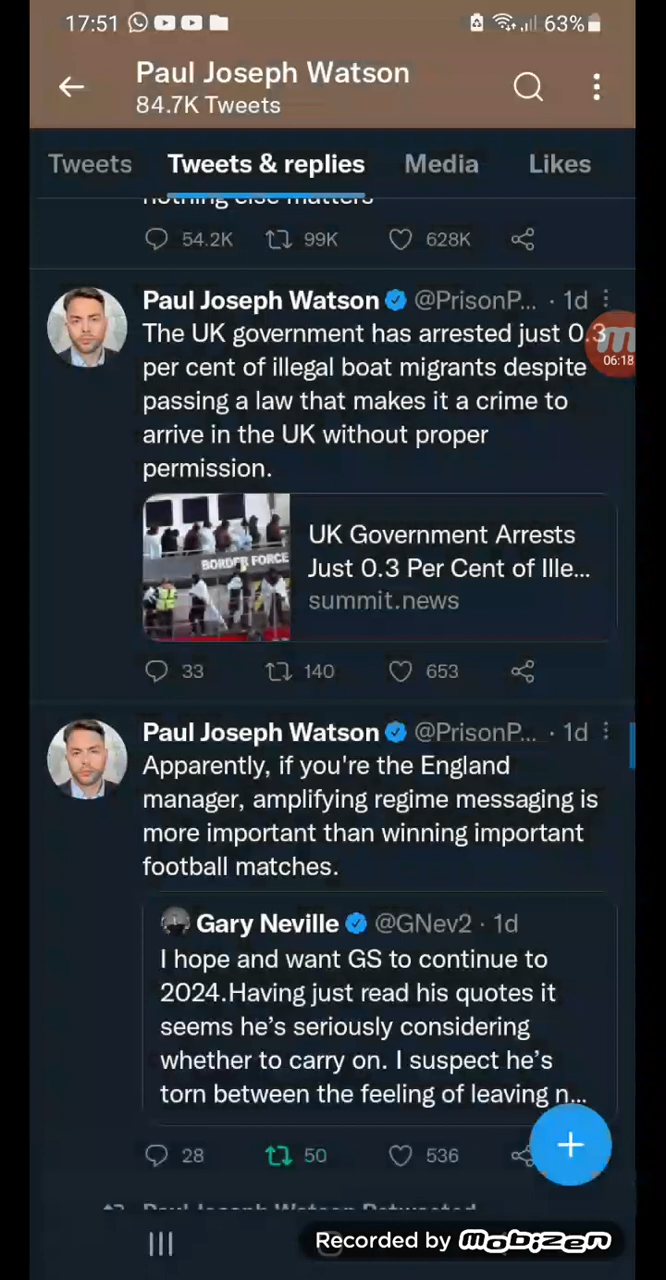 17:51 63%
Paul Joseph Watson
84.7K Tweets
Tweets Tweets & replies Media Likes
nothing else matters
54.2K 99K 628K
Paul Joseph Watson @PrisonP... · 1d
The UK government has arrested just 0.3
per cent of illegal boat migrants despite
passing a law that makes it a crime to
arrive in the UK without proper
permission.
06:18
BORDER FORCE
UK Government Arrests
Just 0.3 Per Cent of Ille...
summit.news
33 140 653
Paul Joseph Watson @PrisonP... · 1d
Apparently, if you're the England
manager, amplifying regime messaging is
more important than winning important
football matches.
Gary Neville @GNev2 · 1d
I hope and want GS to continue to
2024.Having just read his quotes it
seems he's seriously considering
whether to carry on. I suspect he's
torn between the feeling of leaving n...
28 50 536
Paul Joseph Watson Retweeted
Recorded by mobizen